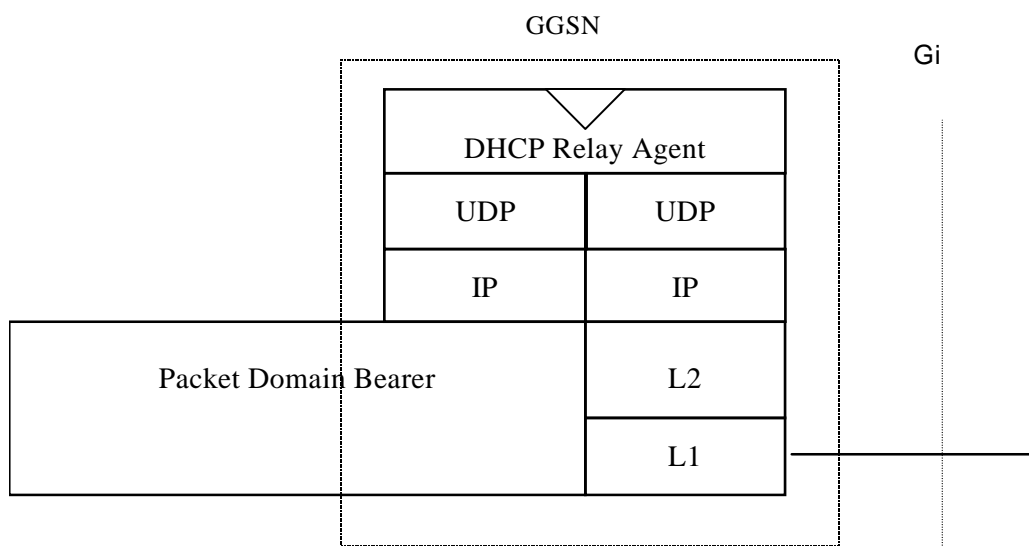 GGSN
Gi
DHCP Relay Agent
UDP UDP
IP IP
Packet Domain Bearer L2
L1